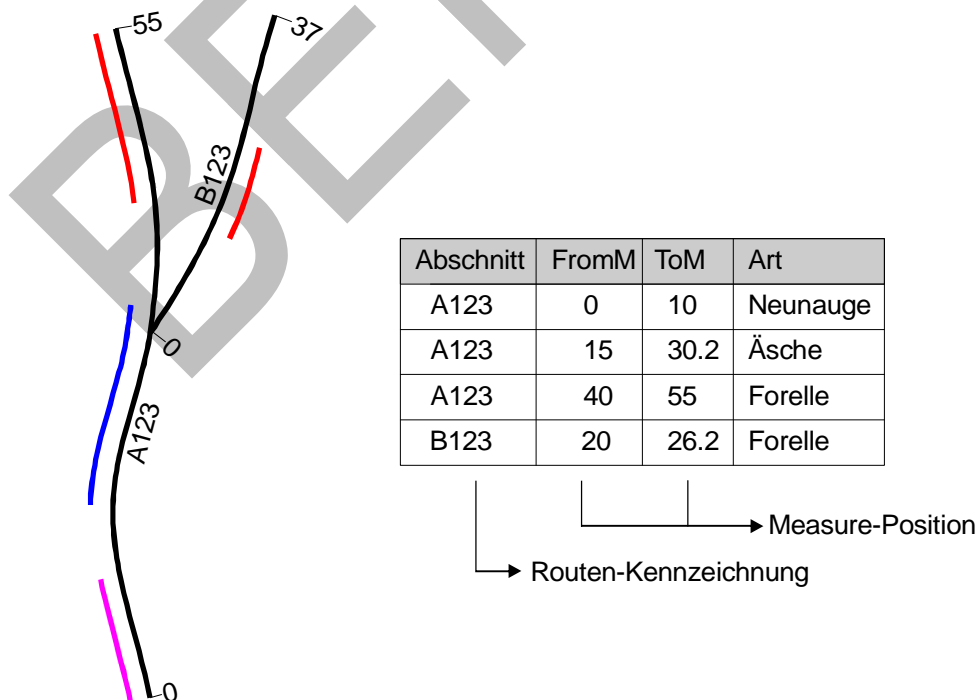 55
37
B123
0
A123
0
Abschnitt FromM ToM Art
A123 0 10 Neunauge
A123 15 30.2 Äsche
A123 40 55 Forelle
B123 20 26.2 Forelle
Measure-Position
Routen-Kennzeichnung